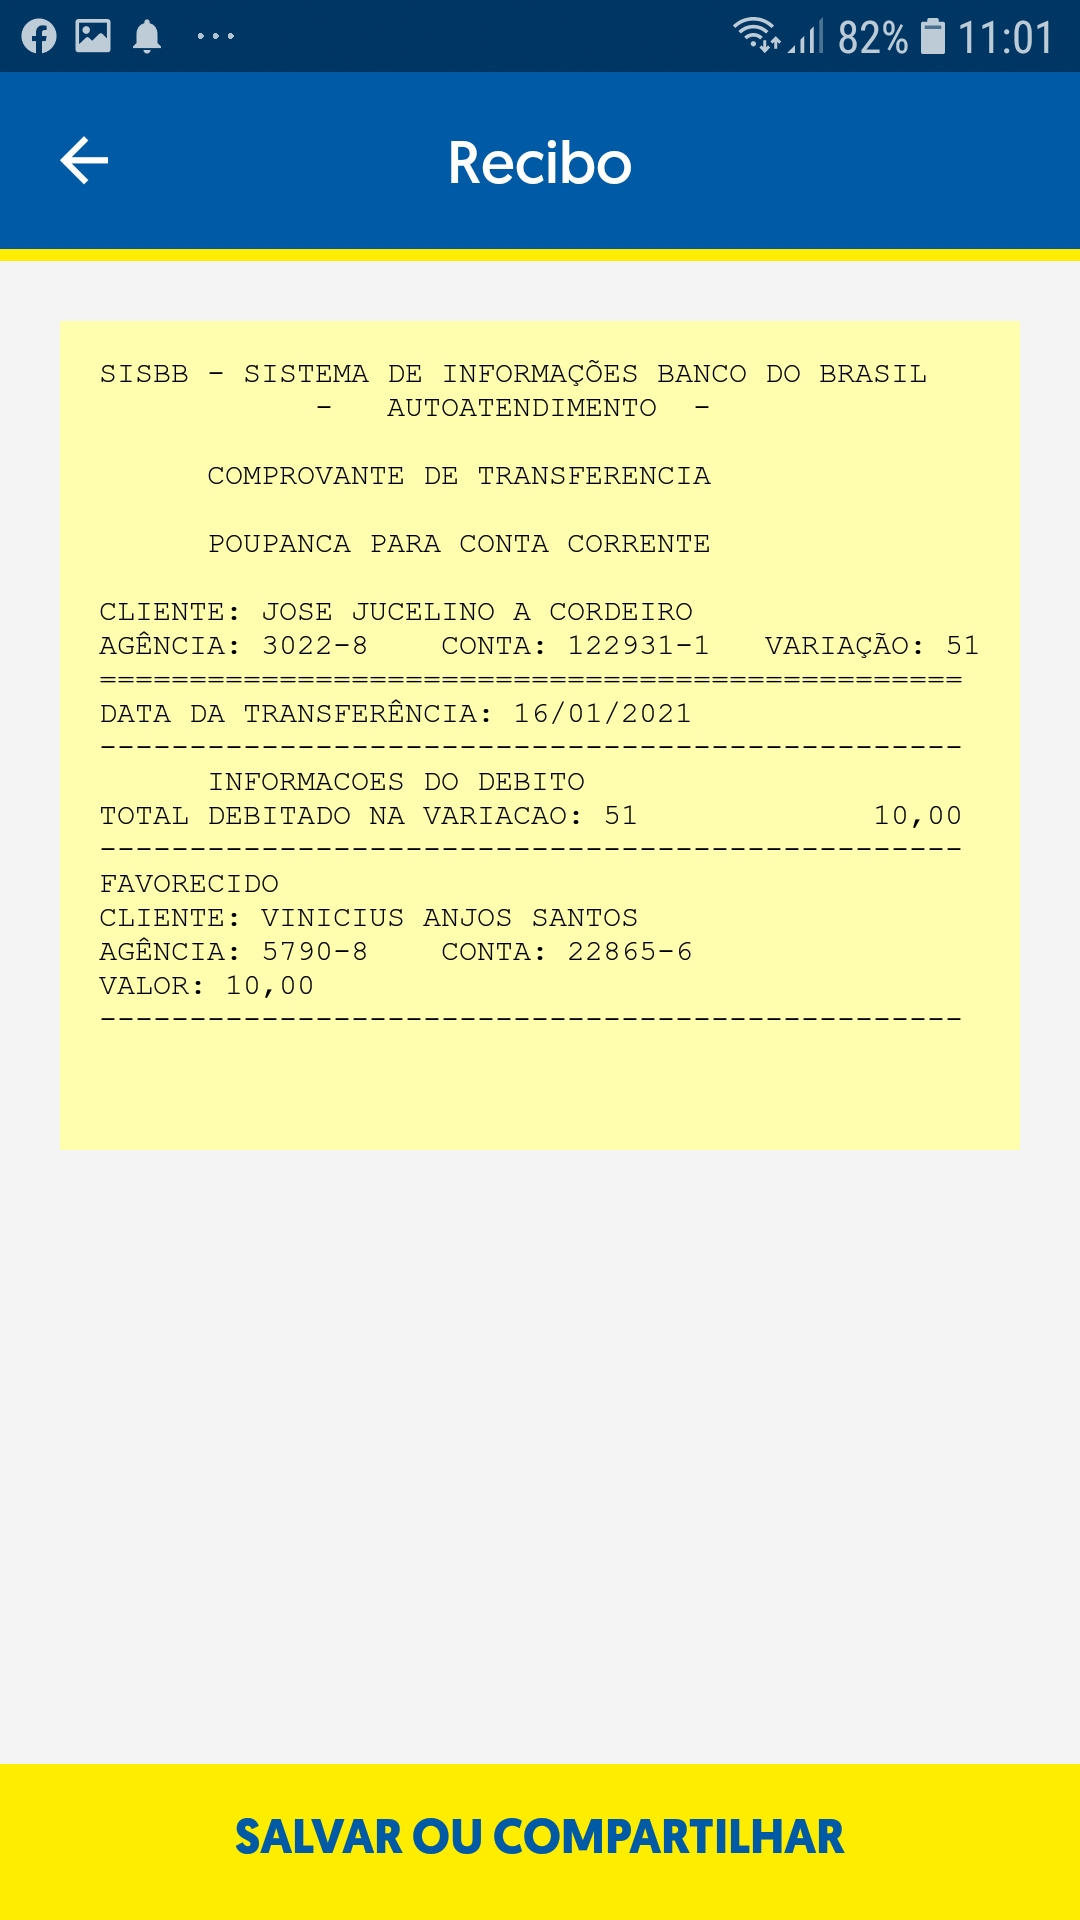 82% 11:01
Recibo
SISBB - SISTEMA DE INFORMAÇÕES BANCO DO BRASIL
- AUTOATENDIMENTO -
COMPROVANTE DE TRANSFERENCIA
POUPANCA PARA CONTA CORRENTE
CLIENTE: JOSE JUCELINO A CORDEIRO
AGÊNCIA: 3022-8 CONTA: 122931-1 VARIAÇÃO: 51
================================================
DATA DA TRANSFERÊNCIA: 16/01/2021
------------------------------------------------
INFORMACOES DO DEBITO
TOTAL DEBITADO NA VARIACAO: 51 10,00
------------------------------------------------
FAVORECIDO
CLIENTE: VINICIUS ANJOS SANTOS
AGÊNCIA: 5790-8 CONTA: 22865-6
VALOR: 10,00
------------------------------------------------
SALVAR OU COMPARTILHAR